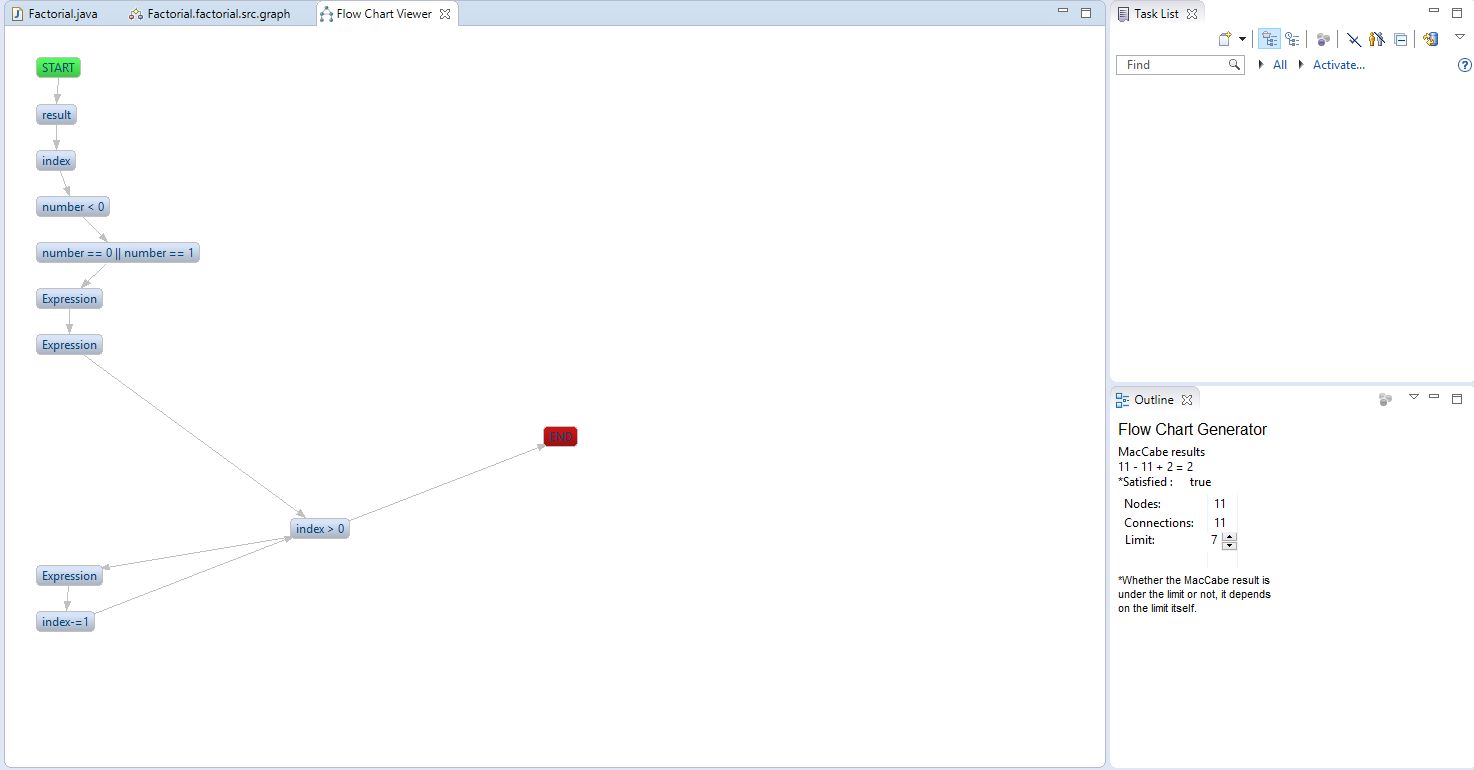 Factorial.java
Factorial.factorial.src.graph
Flow Chart Viewer
START
result
index
number < 0
number == 0 || number == 1
Expression
Expression
END
index > 0
Expression
index-=1
Task List
Find
All
Activate...
Outline
Flow Chart Generator
MacCabe results
11 - 11 + 2 = 2
*Satisfied : true
Nodes: 11
Connections: 11
Limit: 7
*Whether the MacCabe result is
under the limit or not, it depends
on the limit itself.